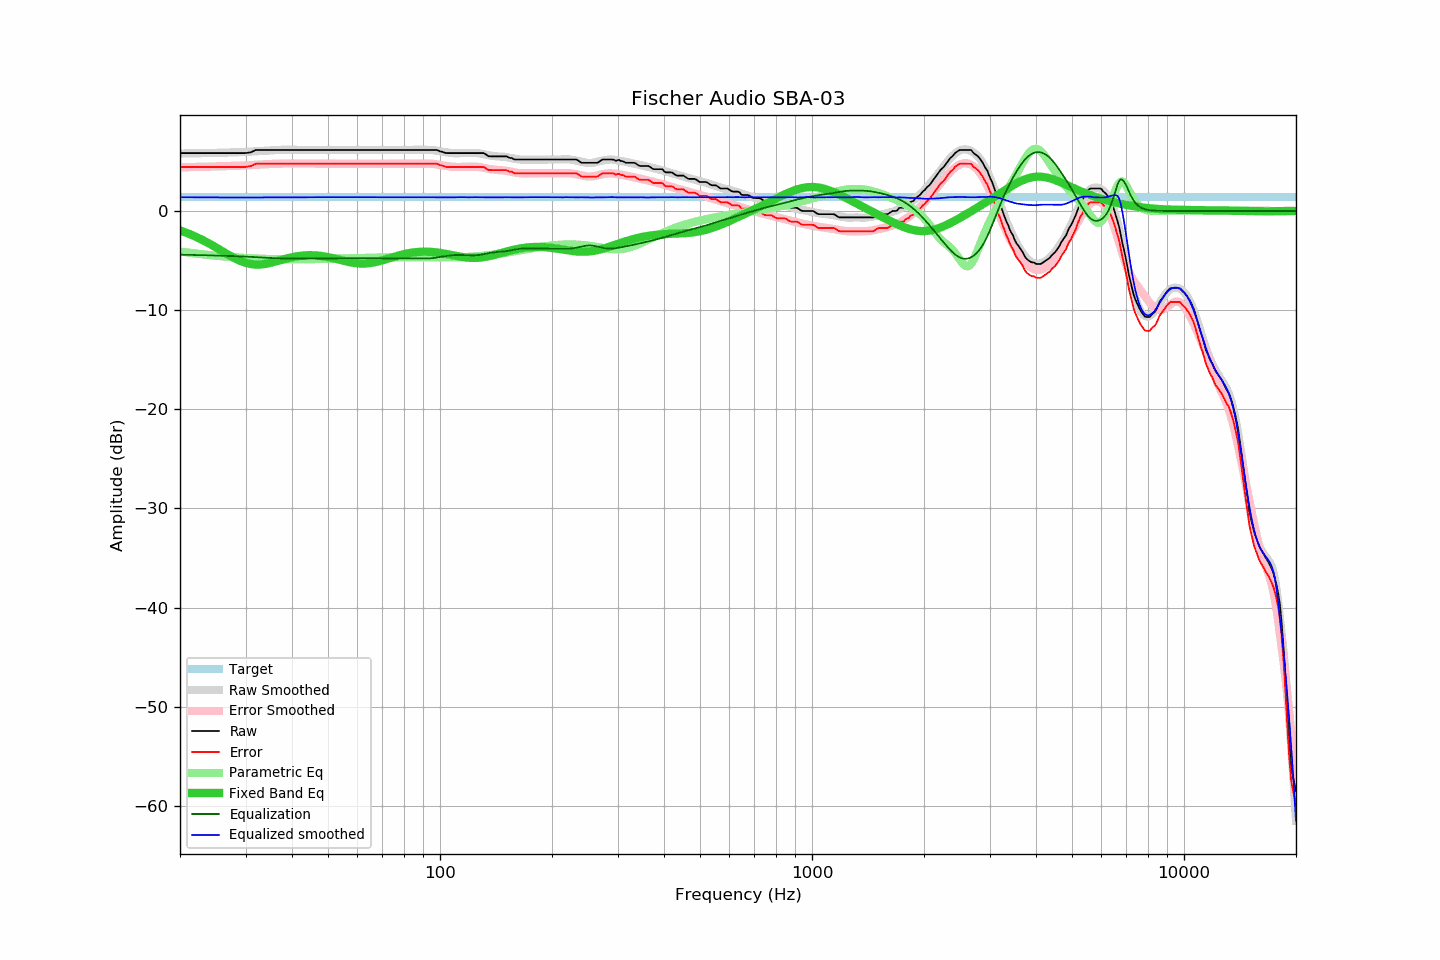 Fischer Audio SBA-03
Amplitude (dBr)
0
−10
−20
−30
−40
−50
−60
Target
Raw Smoothed
Error Smoothed
Raw
Error
Parametric Eq
Fixed Band Eq
Equalization
Equalized smoothed
100
1000
10000
Frequency (Hz)